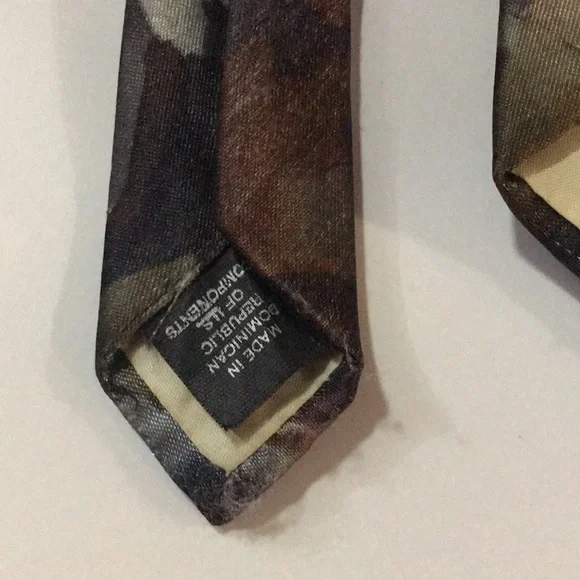 MADE IN
DOMINICAN
REPUBLIC
OF U.S.
COMPONENTS